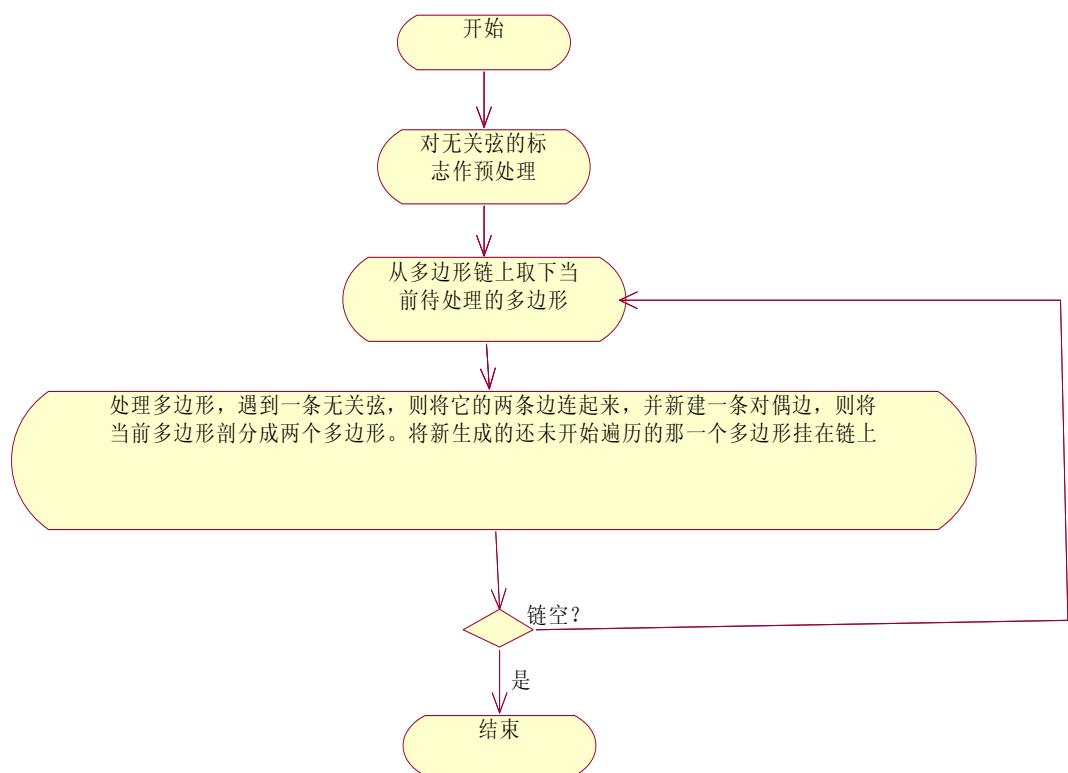 开始
对无关弦的标
志作预处理
从多边形链上取下当
前待处理的多边形
处理多边形，遇到一条无关弦，则将它的两条边连起来，并新建一条对偶边，则将
当前多边形剖分成两个多边形。将新生成的还未开始遍历的那一个多边形挂在链上
链空？
是
结束